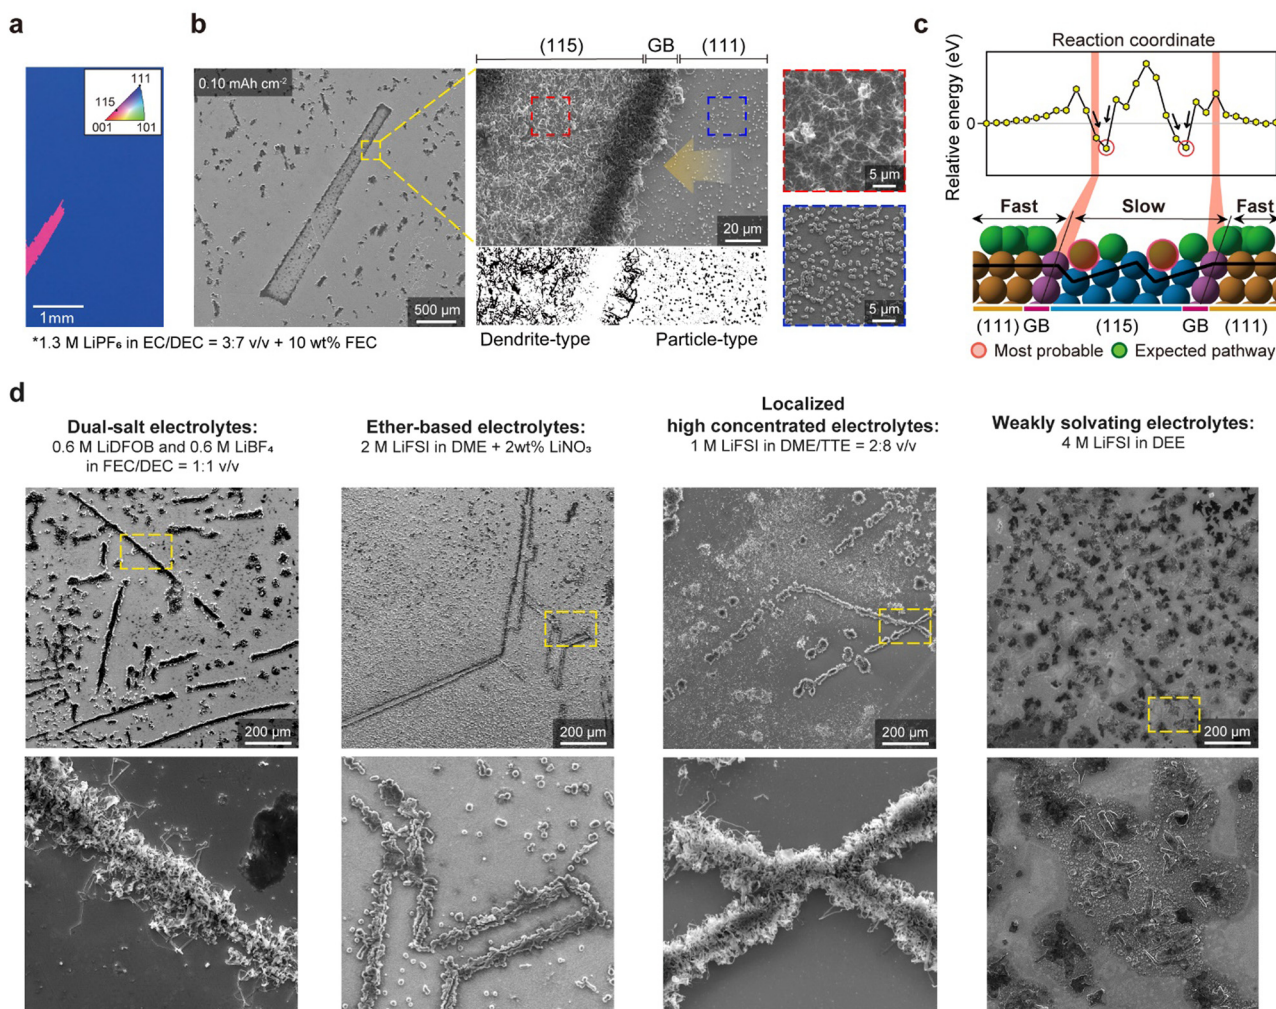 a
111
115
001
101
1mm
*1.3 M LiPF₆ in EC/DEC = 3:7 v/v + 10 wt% FEC
b
0.10 mAh cm⁻²
500 µm
(115)
GB
(111)
20 µm
Dendrite-type
Particle-type
5 µm
5 µm
c
Reaction coordinate
Relative energy (eV)
0
Fast
Slow
Fast
(111)
GB
(115)
GB
(111)
Most probable
Expected pathway
d
Dual-salt electrolytes:
0.6 M LiDFOB and 0.6 M LiBF₄
in FEC/DEC = 1:1 v/v
200 µm
Ether-based electrolytes:
2 M LiFSI in DME + 2wt% LiNO₃
200 µm
Localized
high concentrated electrolytes:
1 M LiFSI in DME/TTE = 2:8 v/v
200 µm
Weakly solvating electrolytes:
4 M LiFSI in DEE
200 µm